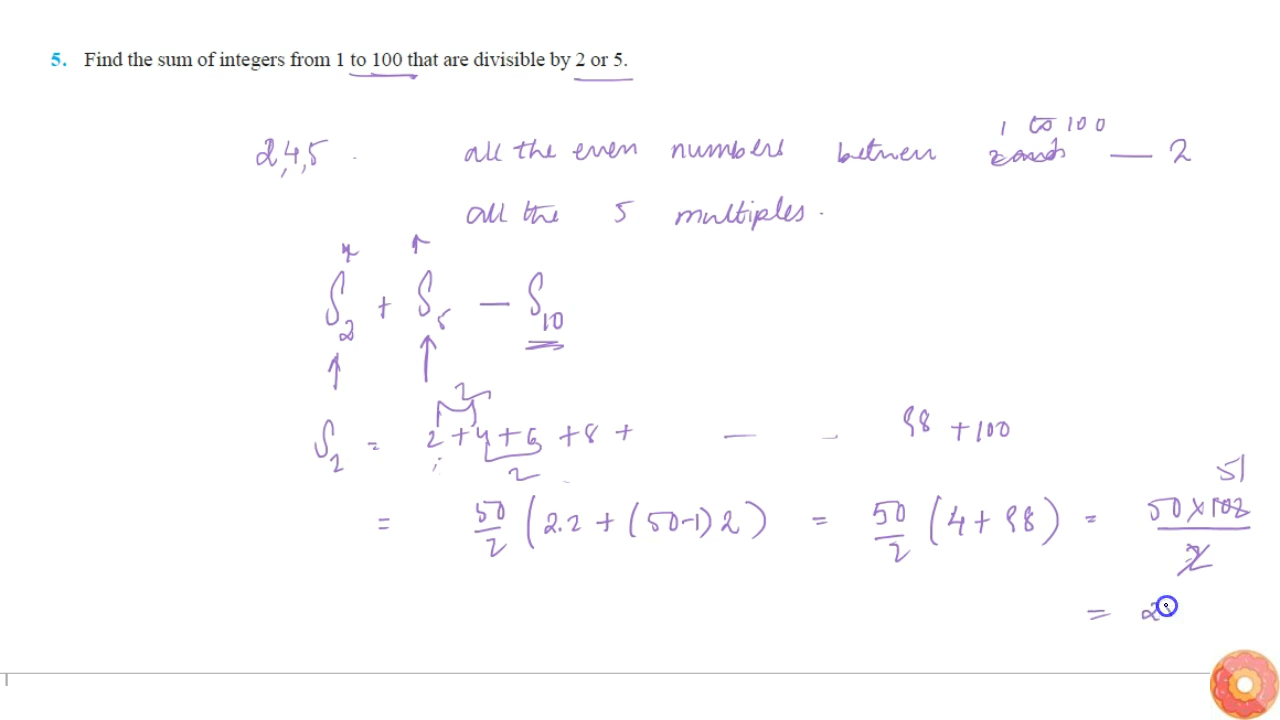 5. Find the sum of integers from 1 to 100 that are divisible by 2 or 5.
1 to 100
2,4,5 . all the even numbers between — 2
all the 5 multiples.
S2 + S5 — S10
2
S2 = 2+4+6 +8 + — - 98 +100
2
51
= 50/2 (2.2 + (50-1)2) = 50/2 (4+98) = 50×102/2
= 2